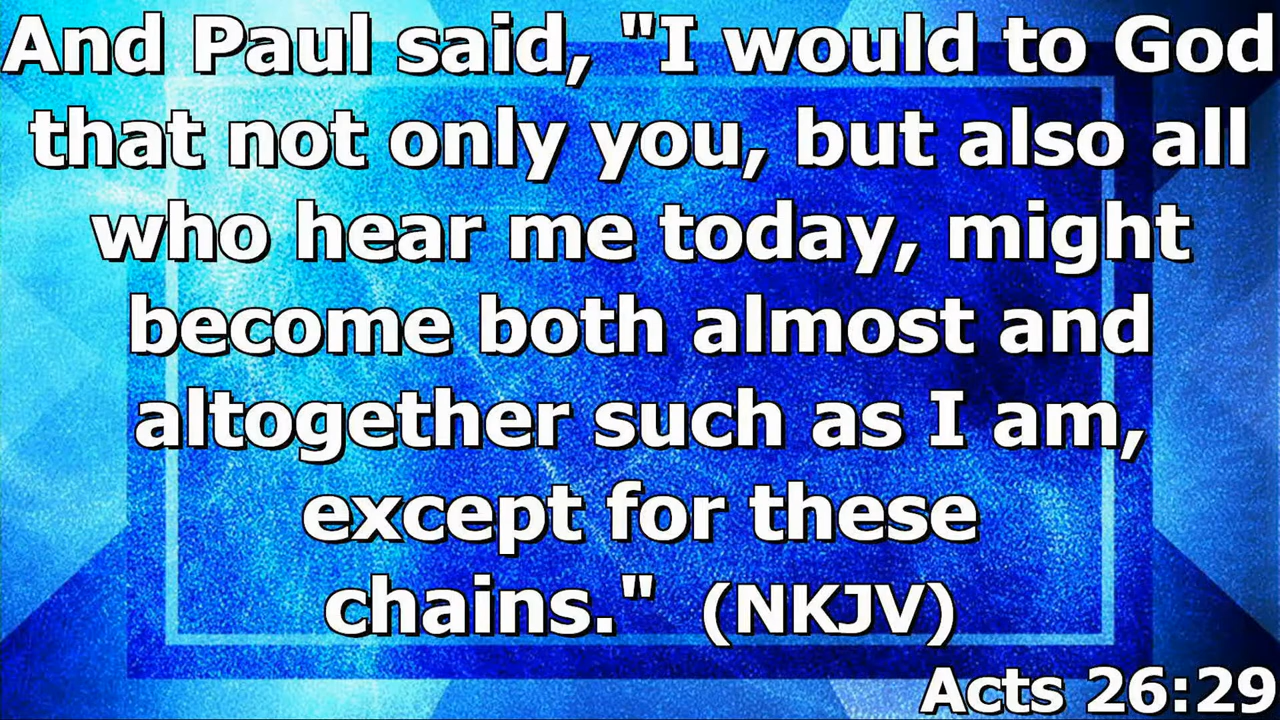 And Paul said, "I would to God
that not only you, but also all
who hear me today, might
become both almost and
altogether such as I am,
except for these
chains." (NKJV)
Acts 26:29